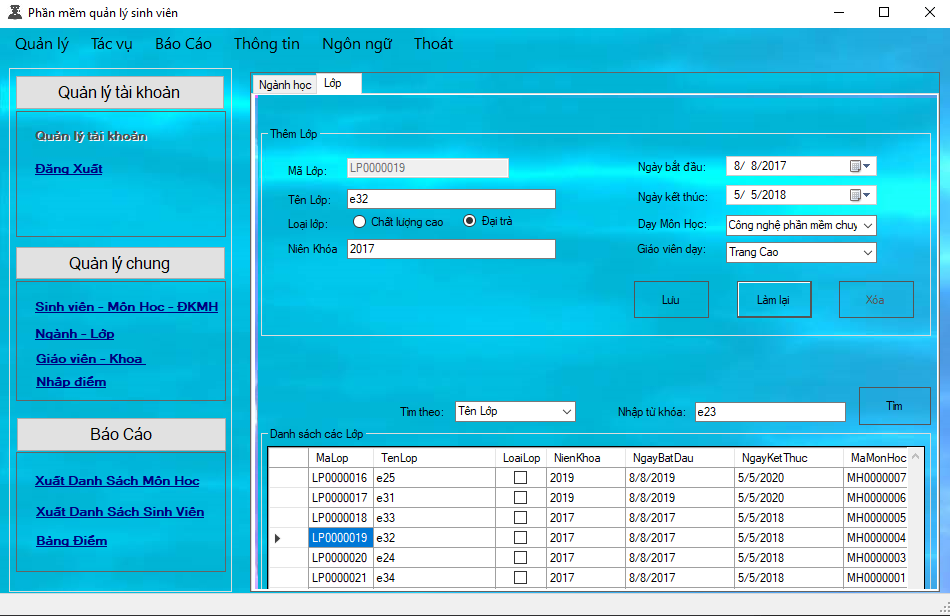 Phần mềm quản lý sinh viên
Quản lý Tác vụ Báo Cáo Thông tin Ngôn ngữ Thoát
Quản lý tài khoản
Quản lý tài khoản
Đăng Xuất
Quản lý chung
Sinh viên - Môn Học - ĐKMH
Ngành - Lớp
Giáo viên - Khoa
Nhập điểm
Báo Cáo
Xuất Danh Sách Môn Học
Xuất Danh Sách Sinh Viên
Bảng Điểm
Ngành học Lớp
Thêm Lớp
Mã Lớp: LP0000019
Tên Lớp: e32
Loại lớp: Chất lượng cao Đại trà
Niên Khóa 2017
Ngày bắt đầu: 8/ 8/2017
Ngày kết thúc: 5/ 5/2018
Dạy Môn Học: Công nghệ phần mềm chuy
Giáo viên dạy: Trang Cao
Lưu Làm lại Xóa
Tìm theo: Tên Lớp Nhập từ khóa: e23 Tìm
Danh sách các Lớp
MaLop TenLop LoaiLop NienKhoa NgayBatDau NgayKetThuc MaMonHoc
LP0000016 e25 2019 8/8/2019 5/5/2020 MH0000007
LP0000017 e31 2019 8/8/2019 5/5/2020 MH0000006
LP0000018 e33 2017 8/8/2017 5/5/2018 MH0000005
LP0000019 e32 2017 8/8/2017 5/5/2018 MH0000004
LP0000020 e24 2017 8/8/2017 5/5/2018 MH0000003
LP0000021 e34 2017 8/8/2017 5/5/2018 MH0000001